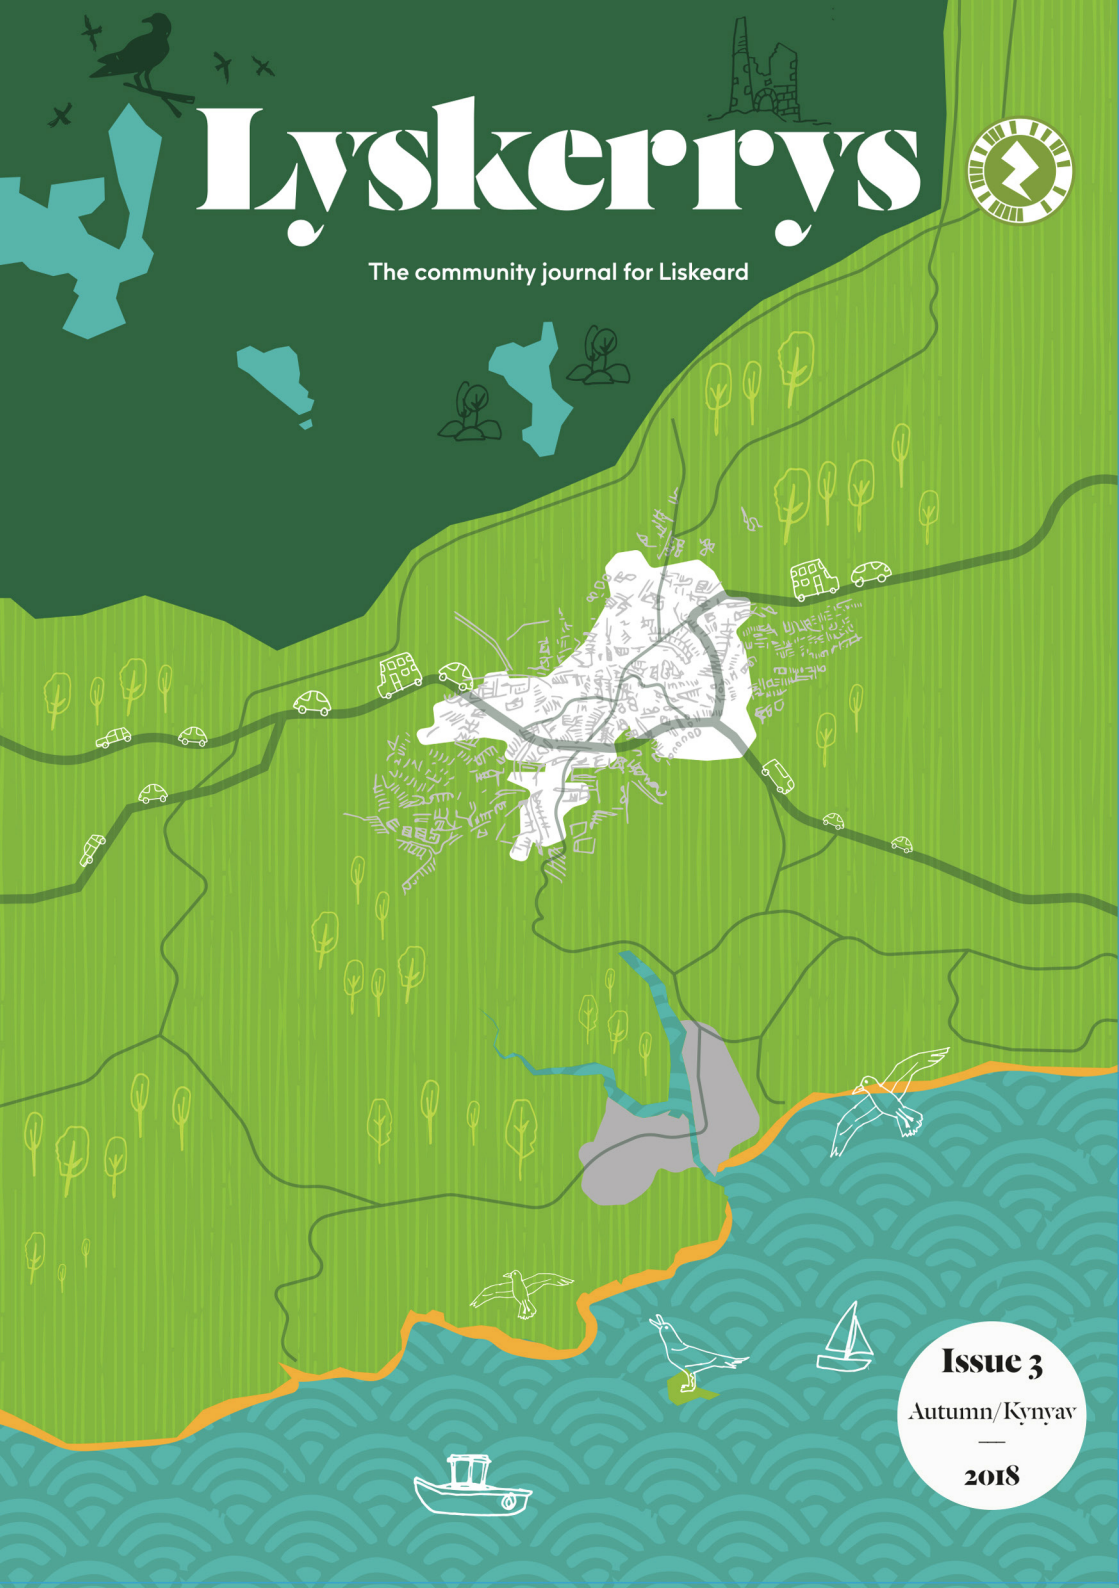 Lyskerrys
The community journal for Liskeard
Issue 3
Autumn/Kynyav
2018